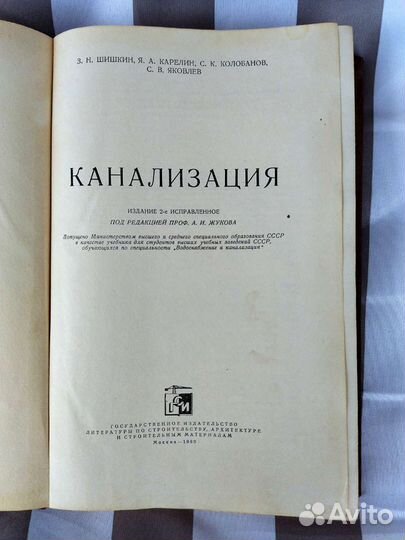 З. Н. ШИШКИН, Я. А. КАРЕЛИН, С. К. КОЛОБАНОВ,
С. В. ЯКОВЛЕВ
КАНАЛИЗАЦИЯ
ИЗДАНИЕ 2-е ИСПРАВЛЕННОЕ
ПОД РЕДАКЦИЕЙ ПРОФ. А. И. ЖУКОВА
Допущено Министерством высшего и среднего специального образования СССР
в качестве учебника для студентов высших учебных заведений СССР,
обучающихся по специальности „Водоснабжение и канализация"
ГСИ
ГОСУДАРСТВЕННОЕ ИЗДАТЕЛЬСТВО
ЛИТЕРАТУРЫ ПО СТРОИТЕЛЬСТВУ, АРХИТЕКТУРЕ
И СТРОИТЕЛЬНЫМ МАТЕРИАЛАМ
Москва —
Avito